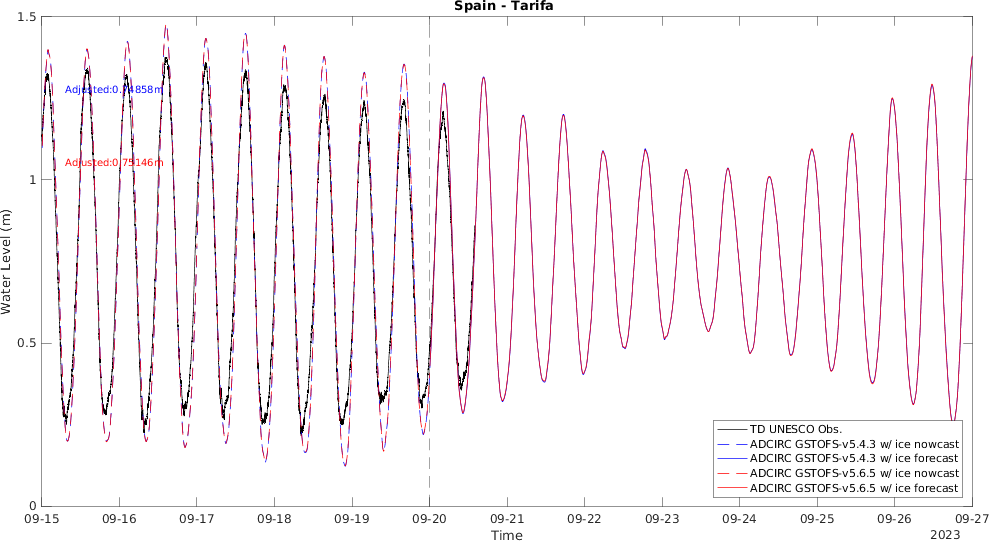 Spain - Tarifa
1.5
1
0.5
0
Water Level (m)
Adjusted:0.74858m
Adjusted:0.75146m
TD UNESCO Obs.
ADCIRC GSTOFS-v5.4.3 w/ ice nowcast
ADCIRC GSTOFS-v5.4.3 w/ ice forecast
ADCIRC GSTOFS-v5.6.5 w/ ice nowcast
ADCIRC GSTOFS-v5.6.5 w/ ice forecast
09-15 09-16 09-17 09-18 09-19 09-20 09-21 09-22 09-23 09-24 09-25 09-26 09-27
Time
2023